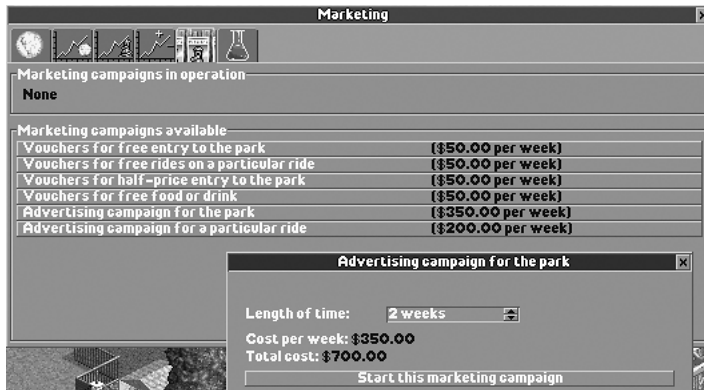 Marketing
Marketing campaigns in operation
None
Marketing campaigns available
Vouchers for free entry to the park ($50.00 per week)
Vouchers for free rides on a particular ride ($50.00 per week)
Vouchers for half-price entry to the park ($50.00 per week)
Vouchers for free food or drink ($50.00 per week)
Advertising campaign for the park ($350.00 per week)
Advertising campaign for a particular ride ($200.00 per week)
Advertising campaign for the park
Length of time: 2 weeks
Cost per week: $350.00
Total cost: $700.00
Start this marketing campaign